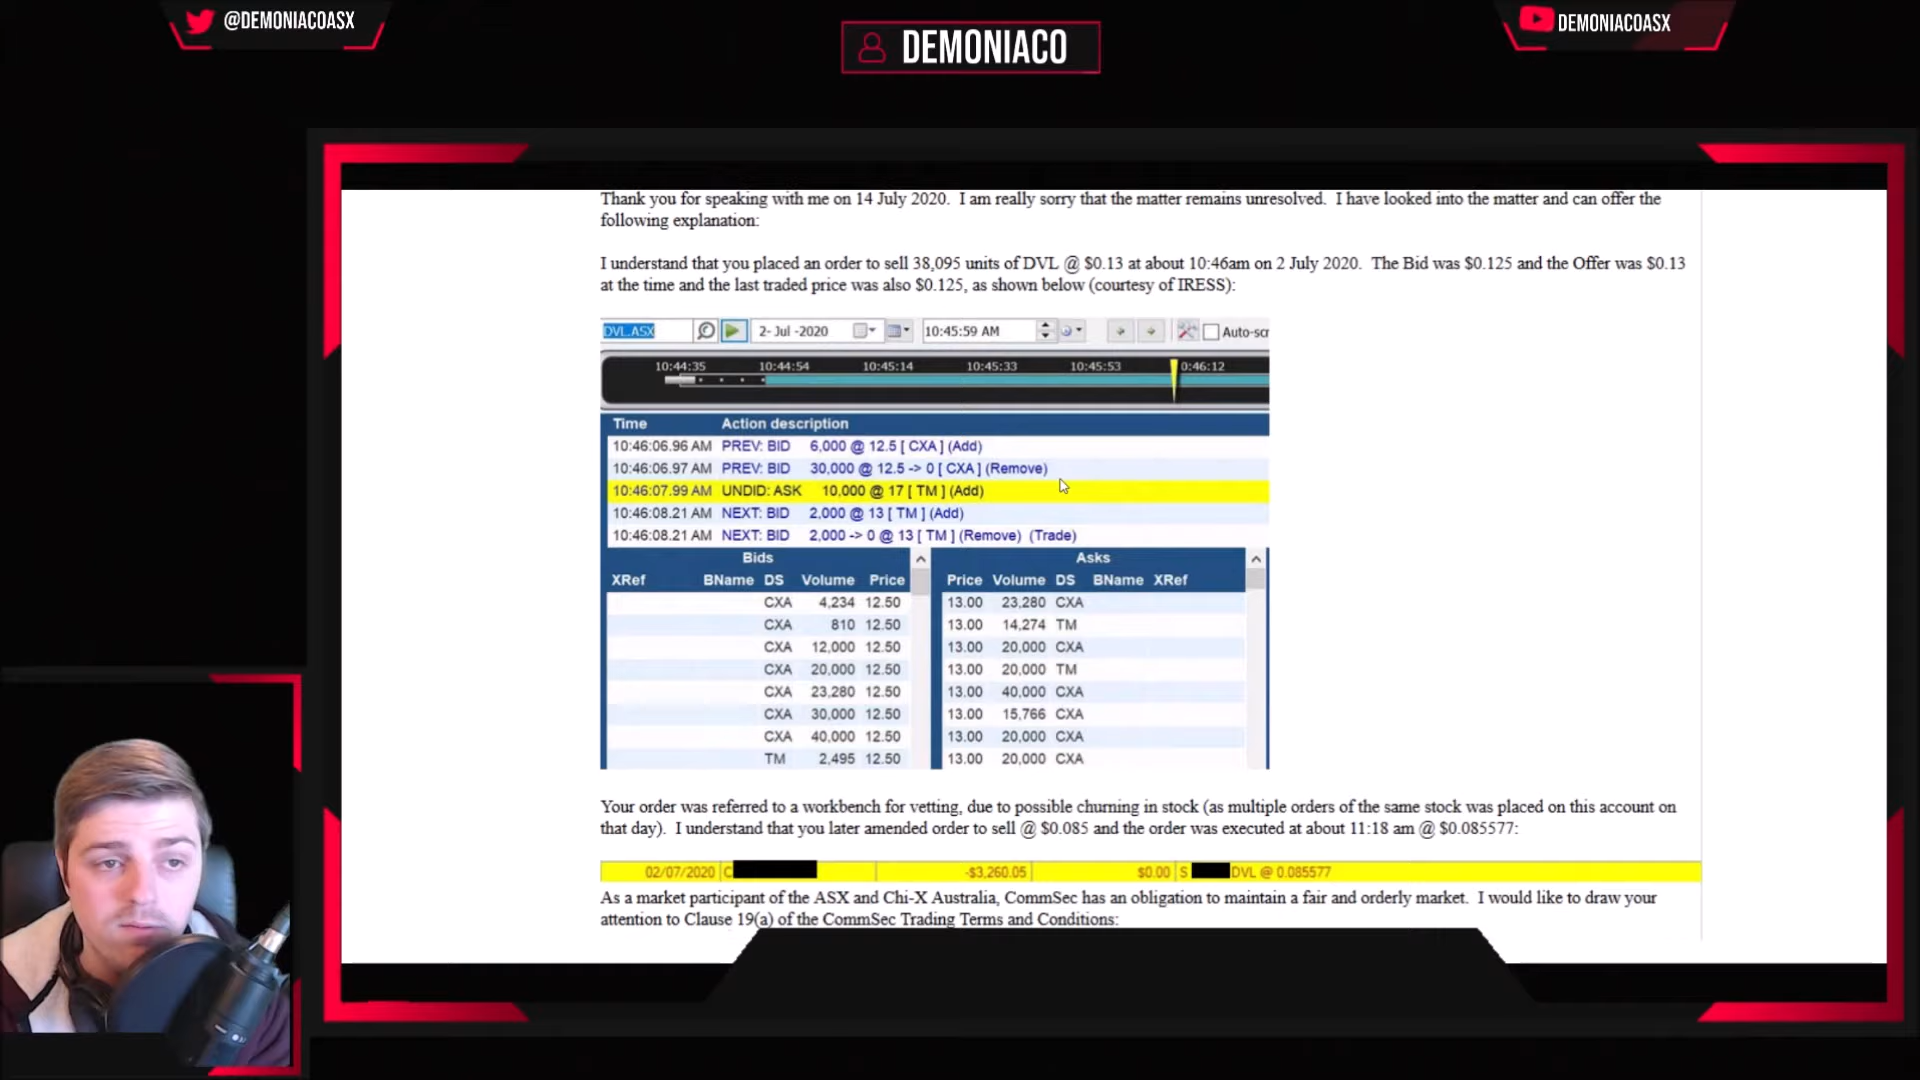 @DEMONIACOASX
DEMONIACO
DEMONIACOASX
Thank you for speaking with me on 14 July 2020.  I am really sorry that the matter remains unresolved.  I have looked into the matter and can offer the
following explanation:
I understand that you placed an order to sell 38,095 units of DVL @ $0.13 at about 10:46am on 2 July 2020.  The Bid was $0.125 and the Offer was $0.13
at the time and the last traded price was also $0.125, as shown below (courtesy of IRESS):
DVL.ASX 2- Jul -2020 10:45:59 AM Auto-scr
10:44:35 10:44:54 10:45:14 10:45:33 10:45:53 0:46:12
Time Action description
10:46:06.96 AM PREV: BID 6,000 @ 12.5 [ CXA ] (Add)
10:46:06.97 AM PREV: BID 30,000 @ 12.5 -> 0 [ CXA ] (Remove)
10:46:07.99 AM UNDID: ASK 10,000 @ 17 [ TM ] (Add)
10:46:08.21 AM NEXT: BID 2,000 @ 13 [ TM ] (Add)
10:46:08.21 AM NEXT: BID 2,000 -> 0 @ 13 [ TM ] (Remove) (Trade)
Bids Asks
XRef BName DS Volume Price Price Volume DS BName XRef
CXA 4,234 12.50 13.00 23,280 CXA
CXA 810 12.50 13.00 14,274 TM
CXA 12,000 12.50 13.00 20,000 CXA
CXA 20,000 12.50 13.00 20,000 TM
CXA 23,280 12.50 13.00 40,000 CXA
CXA 30,000 12.50 13.00 15,766 CXA
CXA 40,000 12.50 13.00 20,000 CXA
TM 2,495 12.50 13.00 20,000 CXA
Your order was referred to a workbench for vetting, due to possible churning in stock (as multiple orders of the same stock was placed on this account on
that day).  I understand that you later amended order to sell @ $0.085 and the order was executed at about 11:18 am @ $0.085577:
02/07/2020 C -$3,260.05 $0.00 S DVL @ 0.085577
As a market participant of the ASX and Chi-X Australia, CommSec has an obligation to maintain a fair and orderly market.  I would like to draw your
attention to Clause 19(a) of the CommSec Trading Terms and Conditions: